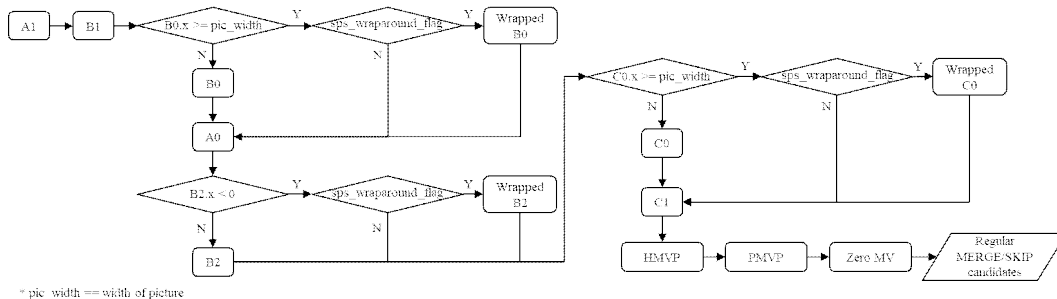 A1
B1
B0.x >= pic_width
Y
sps_wraparound_flag
Y
Wrapped
B0
N
N
B0
A0
B2.x < 0
Y
sps_wraparound_flag
Y
Wrapped
B2
N
N
B2
C0.x >= pic_width
Y
sps_wraparound_flag
Y
Wrapped
C0
N
N
C0
C1
HMVP
PMVP
Zero MV
Regular
MERGE/SKIP
candidates
* pic_width == width of picture